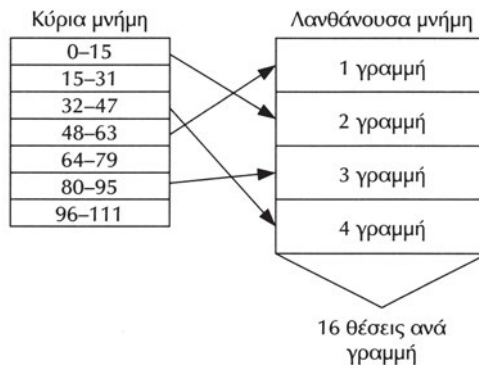 Κύρια μνήμη
0–15
15–31
32–47
48–63
64–79
80–95
96–111
Λανθάνουσα μνήμη
1 γραμμή
2 γραμμή
3 γραμμή
4 γραμμή
16 θέσεις ανά
γραμμή